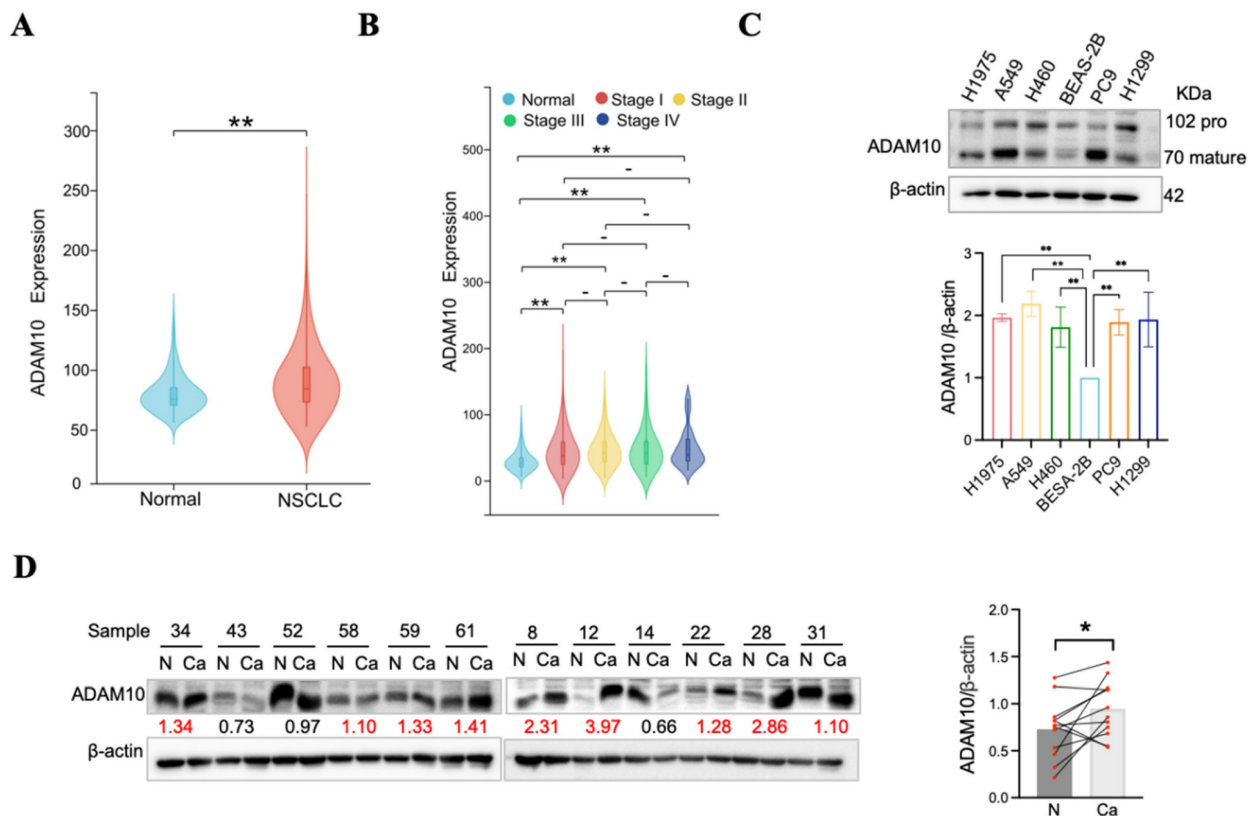 A
ADAM10 Expression
300
250
200
150
100
50
0
**
Normal
NSCLC
B
Normal Stage I Stage II
Stage III Stage IV
ADAM10 Expression
500
400
300
200
100
0
**
-
**
-
-
**
-
-
**
-
C
H1975 A549 H460 BEAS-2B PC9 H1299
KDa
102 pro
ADAM10
70 mature
β-actin
42
ADAM10 /β-actin
3
2
1
0
**
**
**
**
**
H1975 A549 H460 BESA-2B PC9 H1299
D
Sample 34 43 52 58 59 61 8 12 14 22 28 31
N Ca N Ca N Ca N Ca N Ca N Ca N Ca N Ca N Ca N Ca N Ca N Ca
ADAM10
1.34 0.73 0.97 1.10 1.33 1.41 2.31 3.97 0.66 1.28 2.86 1.10
β-actin
ADAM10/β-actin
2.0
1.5
1.0
0.5
0.0
*
N Ca